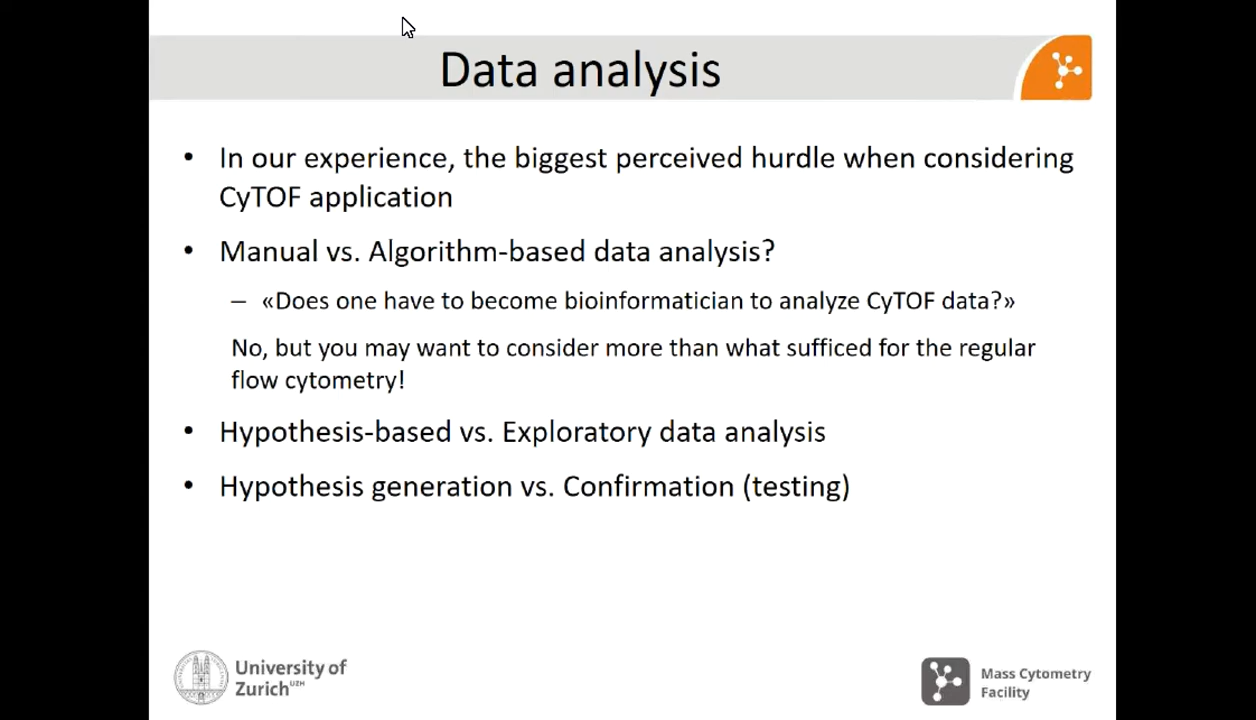 Data analysis
• In our experience, the biggest perceived hurdle when considering
CyTOF application
• Manual vs. Algorithm-based data analysis?
– «Does one have to become bioinformatician to analyze CyTOF data?»
No, but you may want to consider more than what sufficed for the regular
flow cytometry!
• Hypothesis-based vs. Exploratory data analysis
• Hypothesis generation vs. Confirmation (testing)
University of
Zurich UZH
Mass Cytometry
Facility